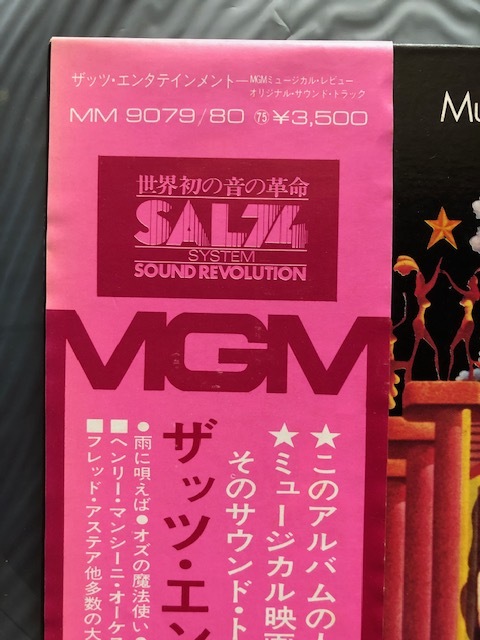 ザッツ・エンタテインメント—MGMミュージカル・レビュー
オリジナル・サウンド・トラック
MM 9079/80 ㊆ ¥3,500
世界初の音の革命
SAL74
SYSTEM
SOUND REVOLUTION
MGM
★このアルバムの
★ミュージカル映画
そのサウンド・ト
ザッツ・エン
●雨に唄えば●オズの魔法使い●
■ヘンリー・マンシーニ・オーケス
■フレッド・アステア他多数の大
Mu